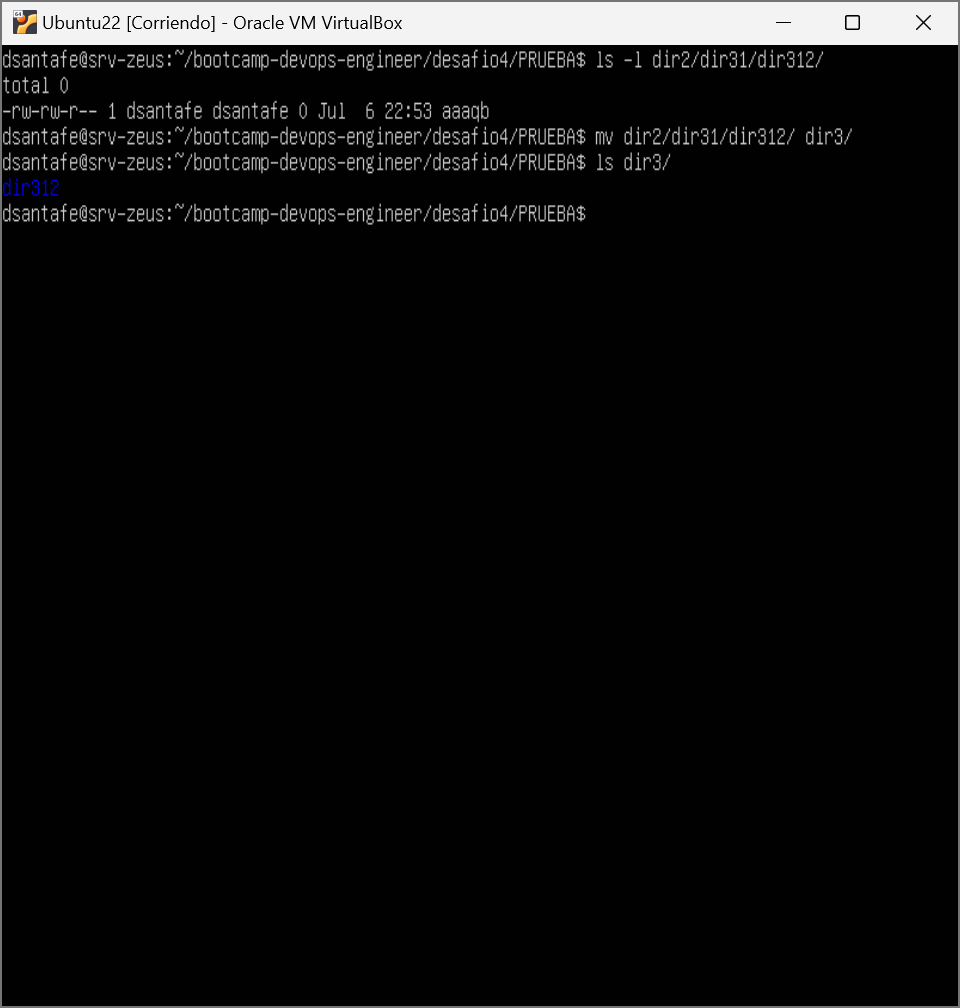 Ubuntu22 [Corriendo] - Oracle VM VirtualBox
dsantafe@srv-zeus:~/bootcamp-devops-engineer/desafio4/PRUEBA$ ls -l dir2/dir31/dir312/
total 0
-rw-rw-r-- 1 dsantafe dsantafe 0 Jul  6 22:53 aaaqb
dsantafe@srv-zeus:~/bootcamp-devops-engineer/desafio4/PRUEBA$ mv dir2/dir31/dir312/ dir3/
dsantafe@srv-zeus:~/bootcamp-devops-engineer/desafio4/PRUEBA$ ls dir3/
dir312
dsantafe@srv-zeus:~/bootcamp-devops-engineer/desafio4/PRUEBA$